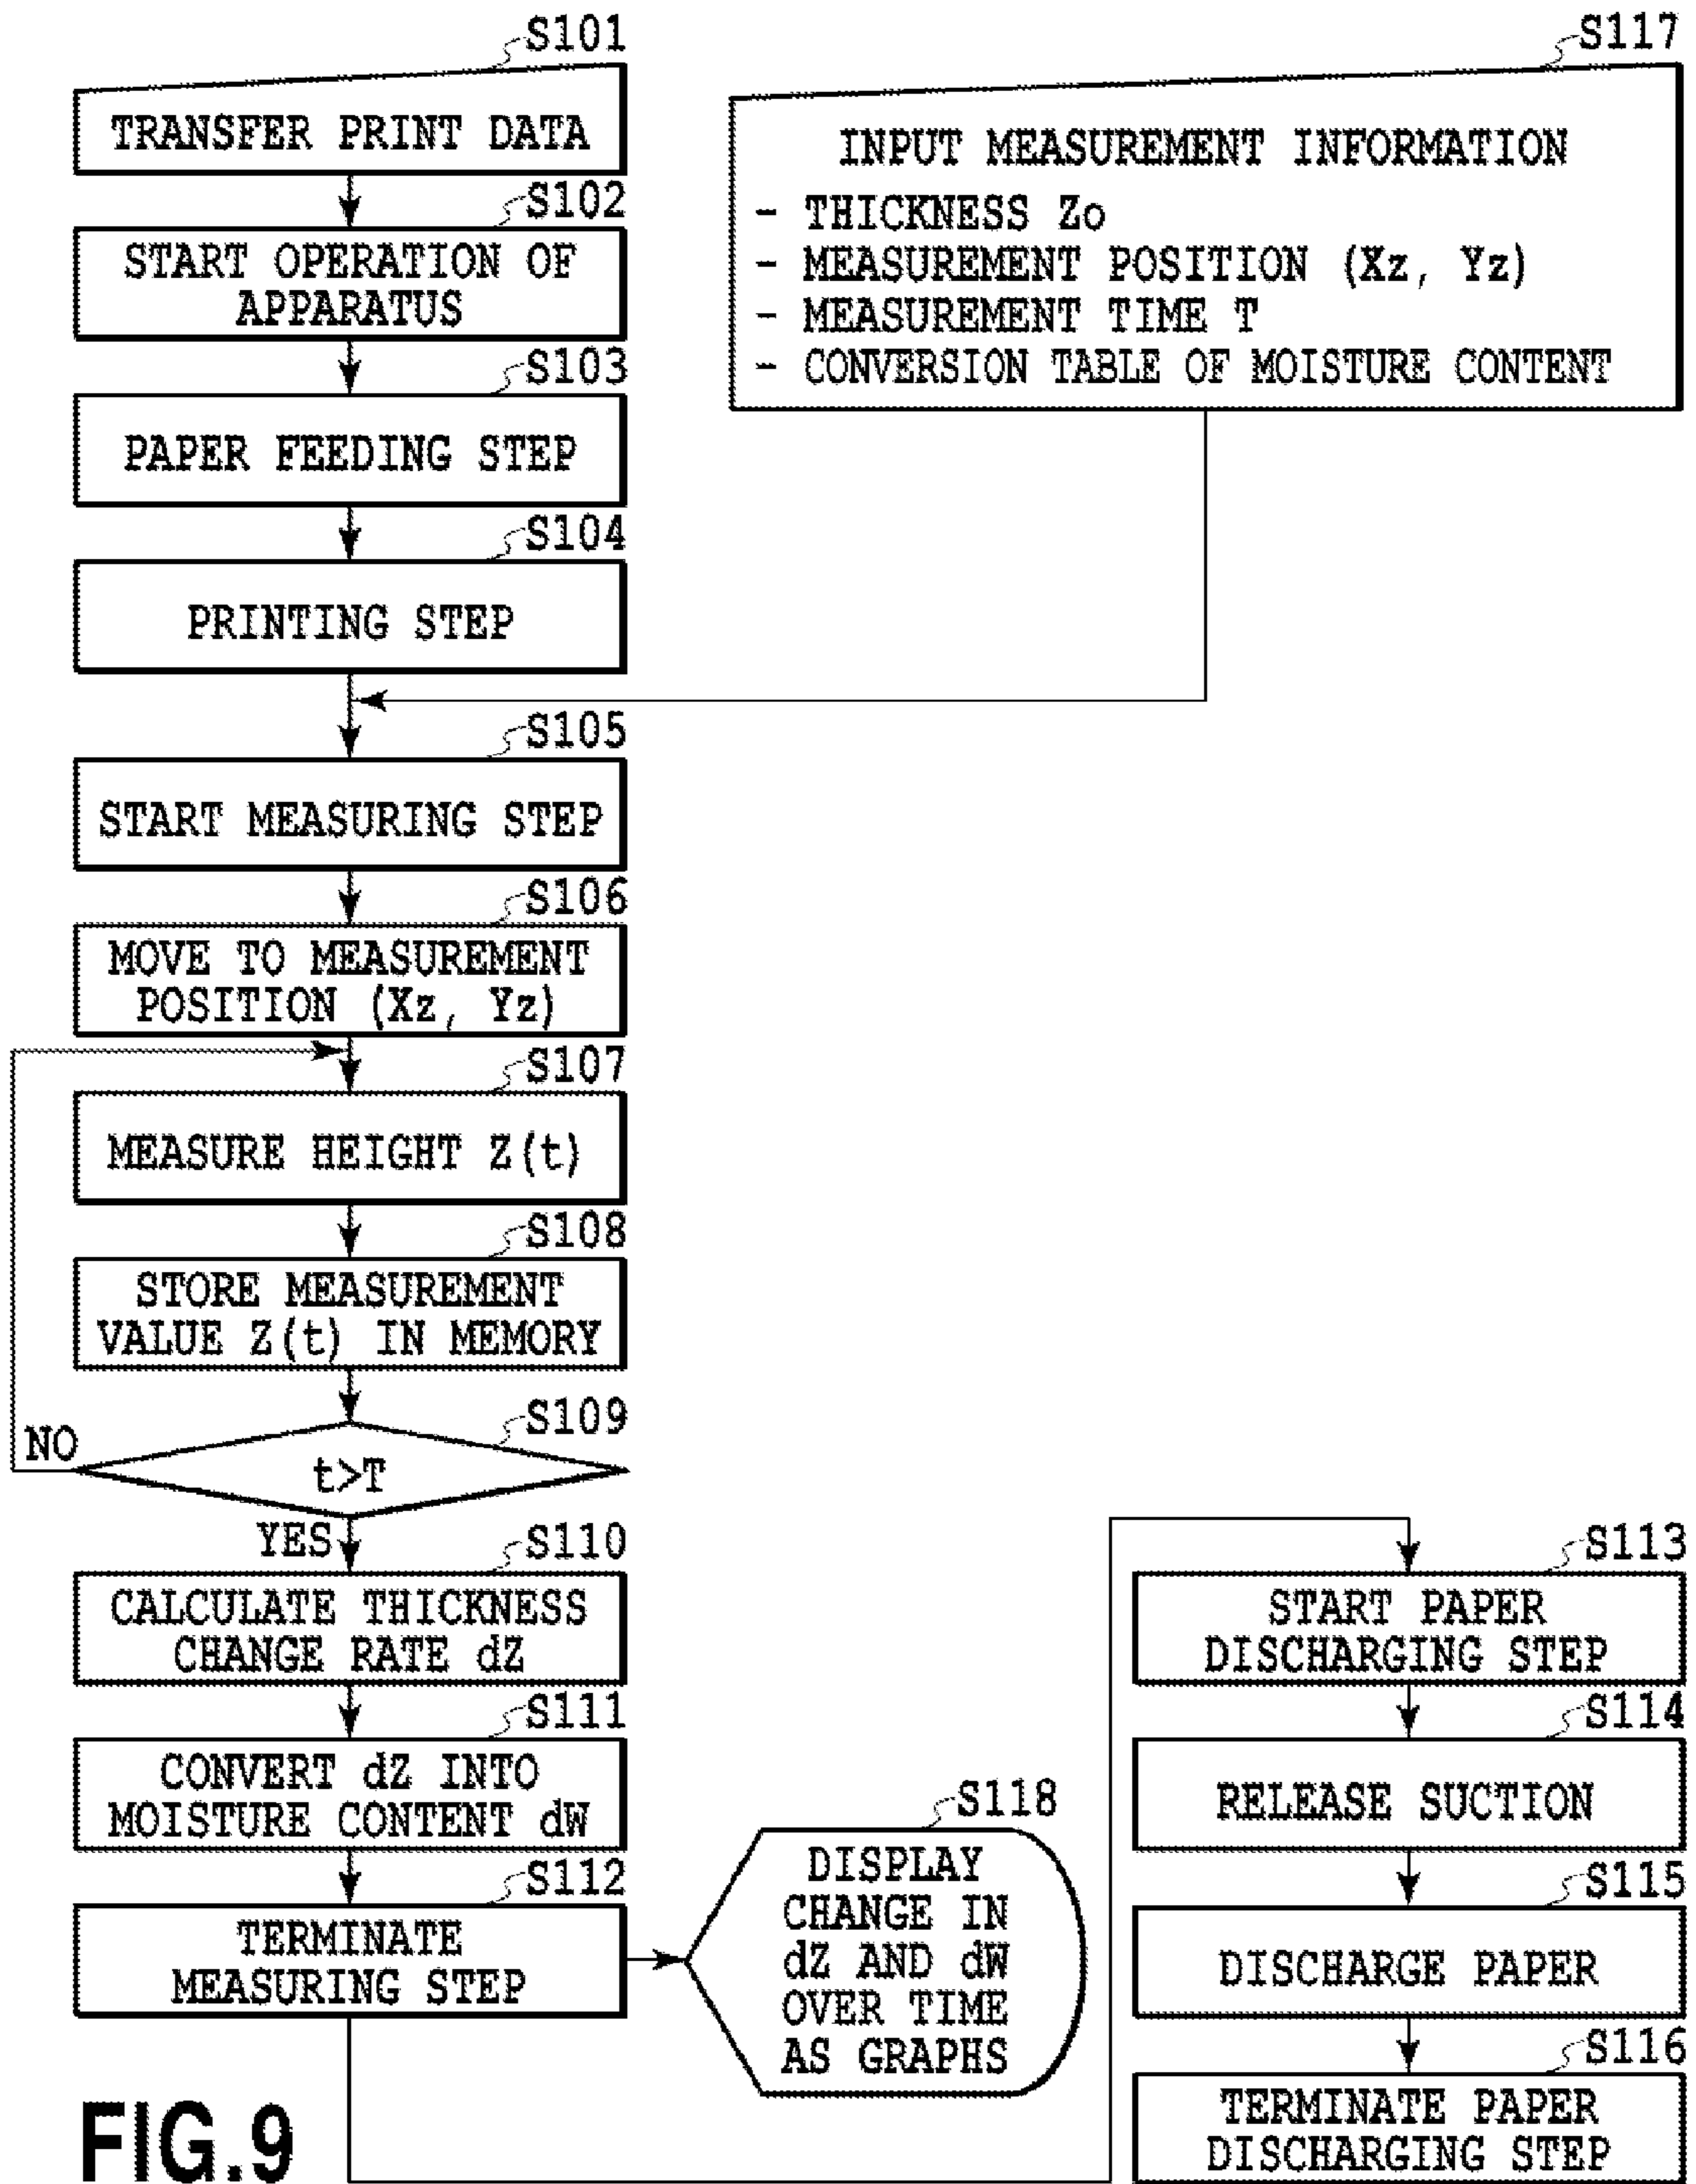 S101
TRANSFER PRINT DATA
S102
START OPERATION OF
APPARATUS
S103
PAPER FEEDING STEP
S104
PRINTING STEP
S117
INPUT MEASUREMENT INFORMATION
- THICKNESS Zo
- MEASUREMENT POSITION (Xz, Yz)
- MEASUREMENT TIME T
- CONVERSION TABLE OF MOISTURE CONTENT
S105
START MEASURING STEP
S106
MOVE TO MEASUREMENT
POSITION (Xz, Yz)
S107
MEASURE HEIGHT Z(t)
S108
STORE MEASUREMENT
VALUE Z(t) IN MEMORY
S109
t>T
NO
YES
S110
CALCULATE THICKNESS
CHANGE RATE dZ
S111
CONVERT dZ INTO
MOISTURE CONTENT dW
S112
TERMINATE
MEASURING STEP
S118
DISPLAY
CHANGE IN
dZ AND dW
OVER TIME
AS GRAPHS
S113
START PAPER
DISCHARGING STEP
S114
RELEASE SUCTION
S115
DISCHARGE PAPER
S116
TERMINATE PAPER
DISCHARGING STEP
FIG.9